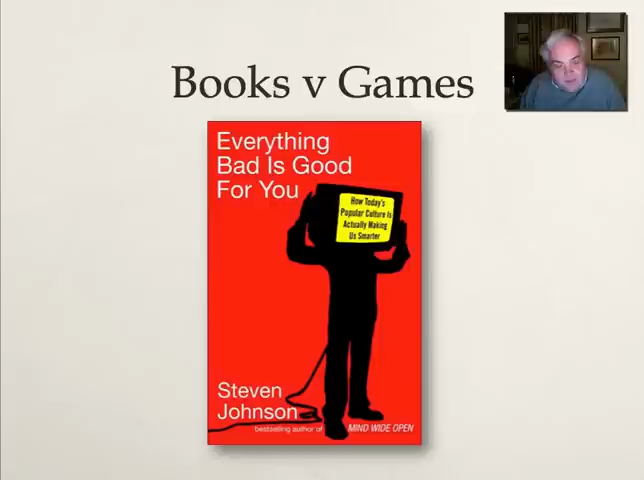 Books v Games
Everything
Bad Is Good
For You
How Today's
Popular Culture Is
Actually Making
Us Smarter
Steven
Johnson
bestselling author of MIND WIDE OPEN